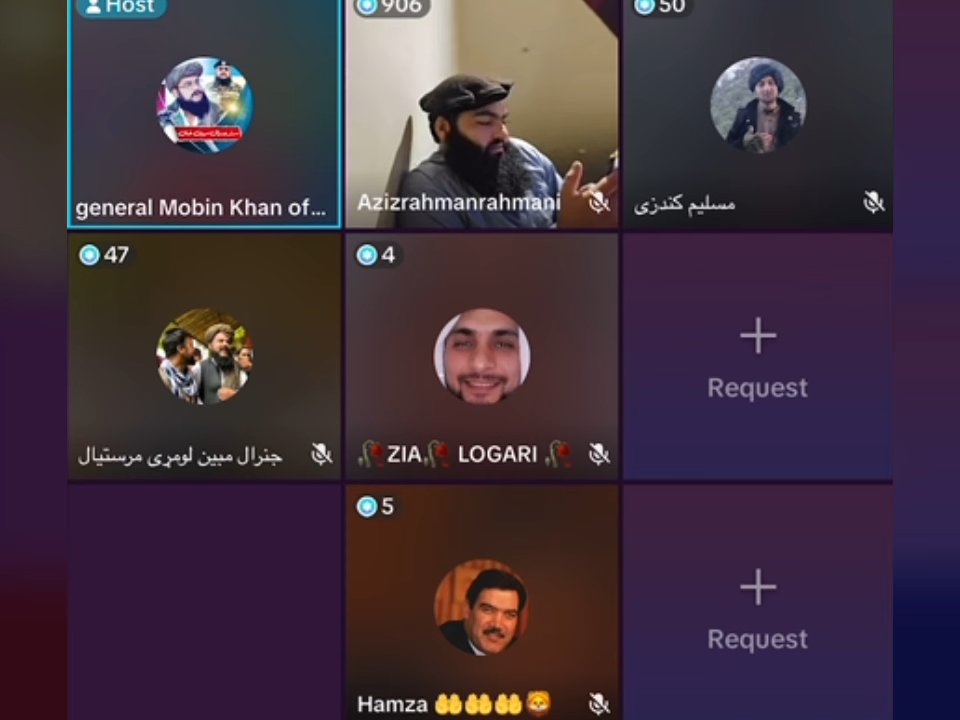 Host
906
50
general Mobin Khan of...
Azizrahmanrahmani
مسلیم کندزی
47
4
جنرال مبین لومړی مرستیال
🥀ZIA🥀 LOGARI 🥀
Request
5
Request
Hamza 🤲🤲🤲🦁